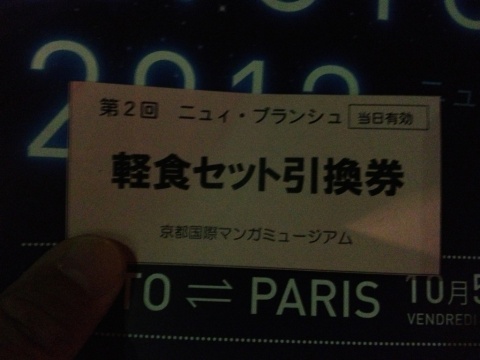 2012
第2回 ニュイ・ブランシュ 当日有効
軽食セット引換券
京都国際マンガミュージアム
TO ⇌ PARIS 10月5
VENDREDI